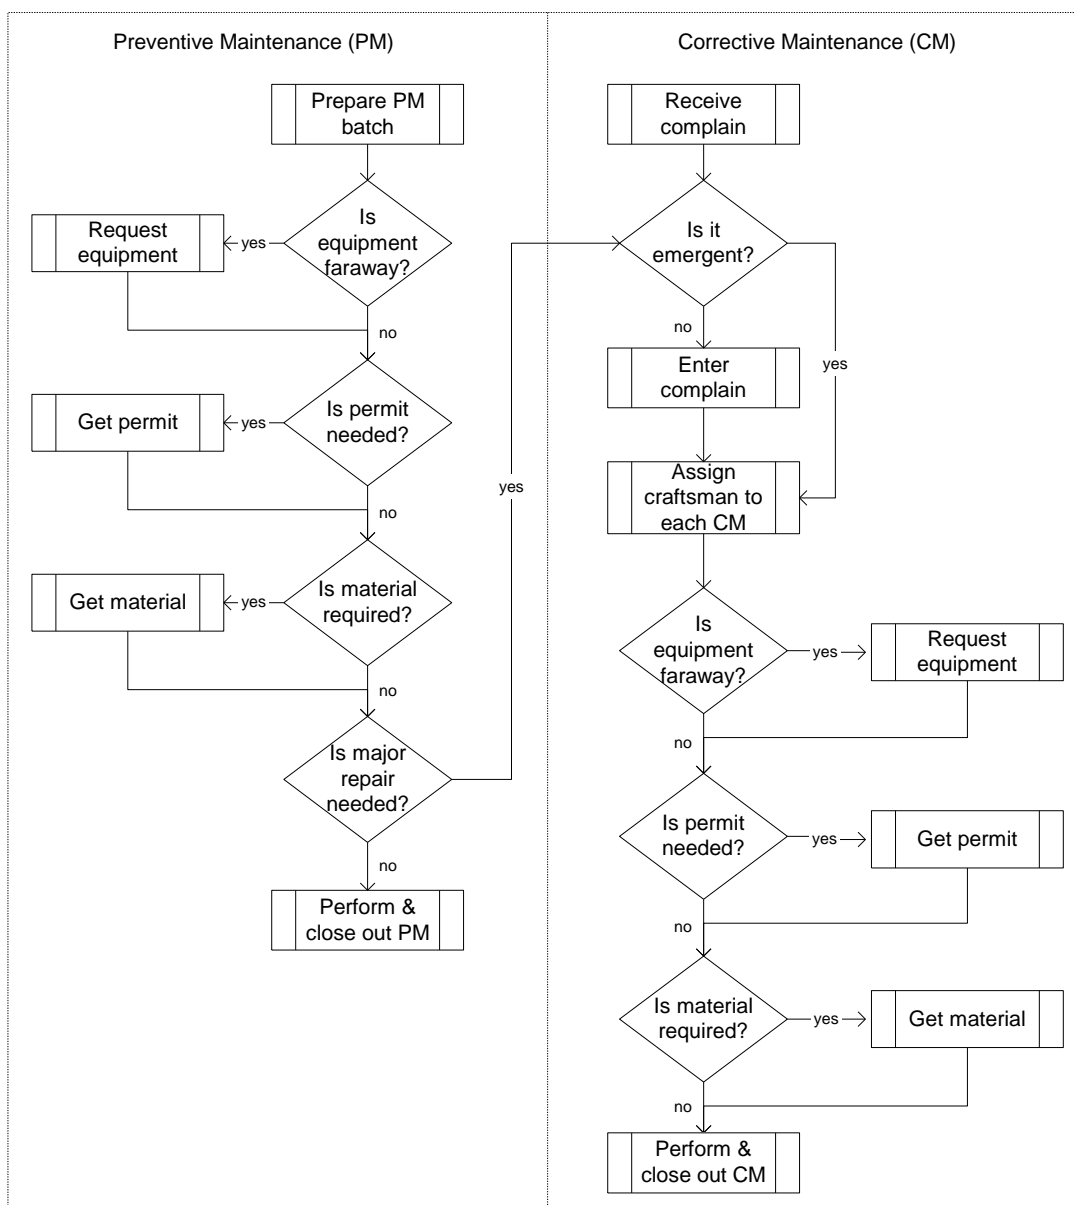 Preventive Maintenance (PM)
Prepare PM
batch
Is
equipment
faraway?
yes
Request
equipment
no
Is permit
needed?
yes
Get permit
no
Is material
required?
yes
Get material
no
Is major
repair
needed?
yes
no
Perform &
close out PM
Corrective Maintenance (CM)
Receive
complain
Is it
emergent?
no
yes
Enter
complain
Assign
craftsman to
each CM
Is
equipment
faraway?
yes
Request
equipment
no
Is permit
needed?
yes
Get permit
no
Is material
required?
yes
Get material
no
Perform &
close out CM